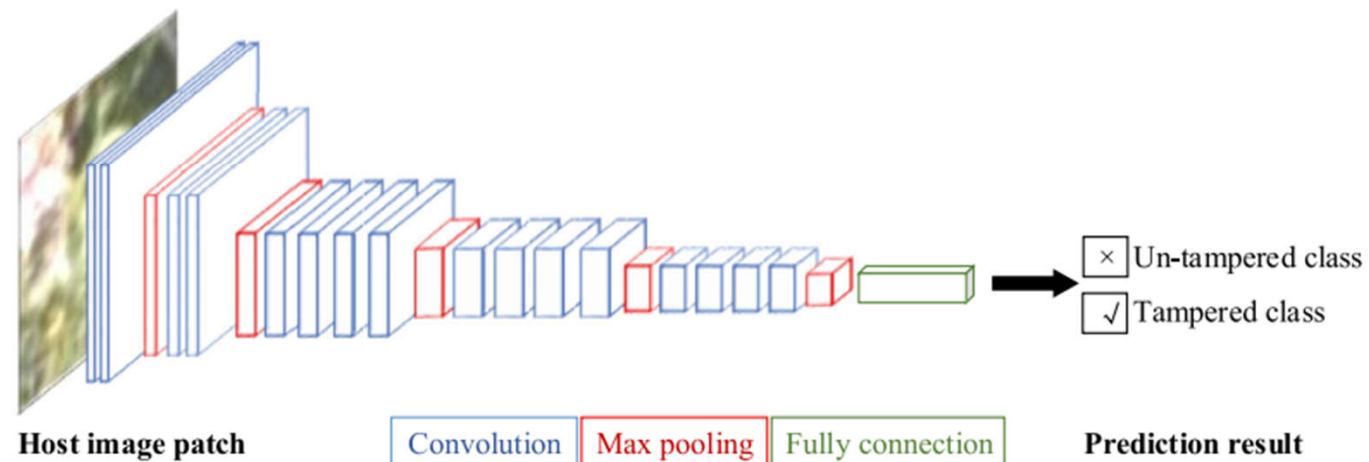 × Un-tampered class
√ Tampered class
Host image patch
Convolution
Max pooling
Fully connection
Prediction result